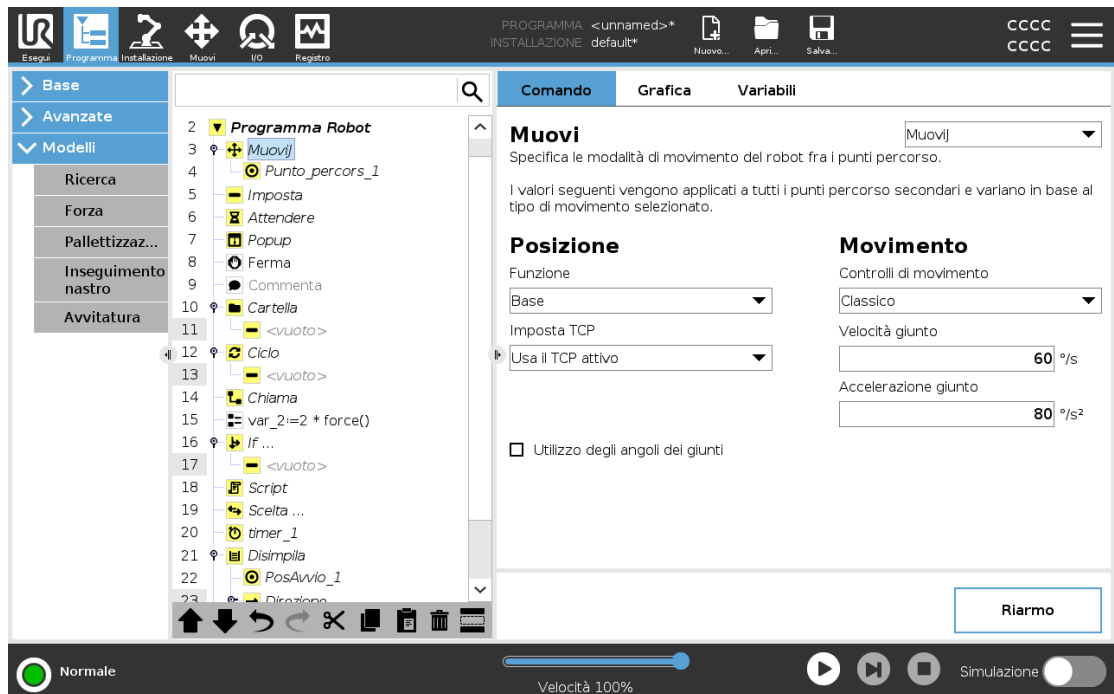 UR
PROGRAMMA <unnamed>*
INSTALLAZIONE default*
Esegui
Programma
Installazione
Muovi
I/O
Registro
Nuovo...
Apri...
Salva...
CCCC
CCCC
Base
Avanzate
Modelli
Ricerca
Forza
Pallettizzaz...
Inseguimento
nastro
Avvitatura
2 Programma Robot
3 MuoviJ
4 Punto_percors_1
5 Imposta
6 Attendere
7 Popup
8 Ferma
9 Commenta
10 Cartella
11 <vuoto>
12 Ciclo
13 <vuoto>
14 Chiama
15 var_2:=2 * force()
16 If ...
17 <vuoto>
18 Script
19 Scelta ...
20 timer_1
21 Disimpila
22 PosAvvio_1
23 Direzione
Comando
Grafica
Variabili
Muovi
MuoviJ
Specifica le modalità di movimento del robot fra i punti percorso.
I valori seguenti vengono applicati a tutti i punti percorso secondari e variano in base al
tipo di movimento selezionato.
Posizione
Funzione
Base
Imposta TCP
Usa il TCP attivo
Movimento
Controlli di movimento
Classico
Velocità giunto
60 °/s
Accelerazione giunto
80 °/s²
Utilizzo degli angoli dei giunti
Riarmo
Normale
Velocità 100%
Simulazione